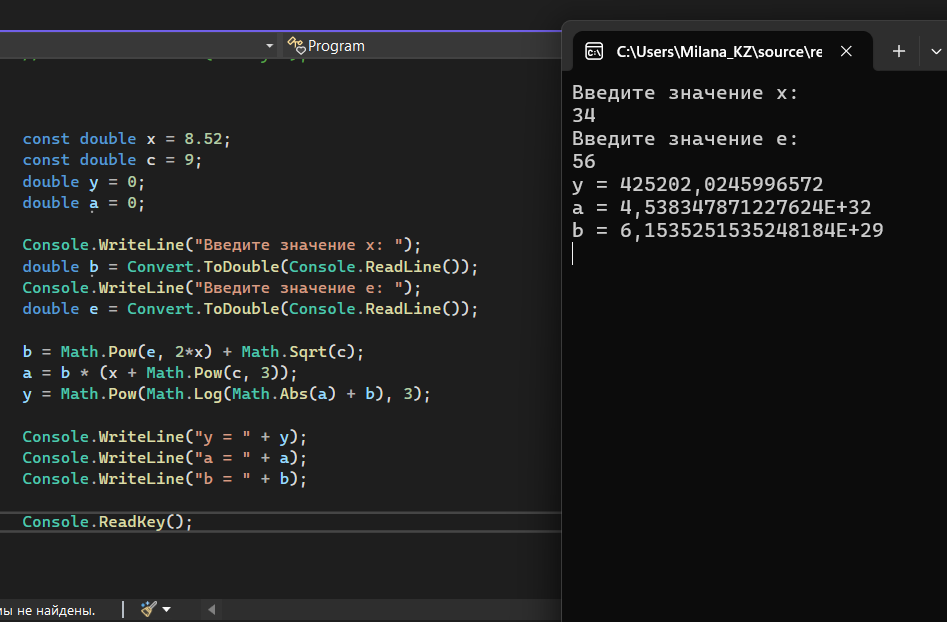 Program
C:\Users\Milana_KZ\source\re
const double x = 8.52;
const double c = 9;
double y = 0;
double a = 0;
Console.WriteLine("Введите значение x: ");
double b = Convert.ToDouble(Console.ReadLine());
Console.WriteLine("Введите значение e: ");
double e = Convert.ToDouble(Console.ReadLine());
b = Math.Pow(e, 2*x) + Math.Sqrt(c);
a = b * (x + Math.Pow(c, 3));
y = Math.Pow(Math.Log(Math.Abs(a) + b), 3);
Console.WriteLine("y = " + y);
Console.WriteLine("a = " + a);
Console.WriteLine("b = " + b);
Console.ReadKey();
мы не найдены.
Введите значение x:
34
Введите значение e:
56
y = 425202,0245996572
a = 4,538347871227624E+32
b = 6,1535251535248184E+29